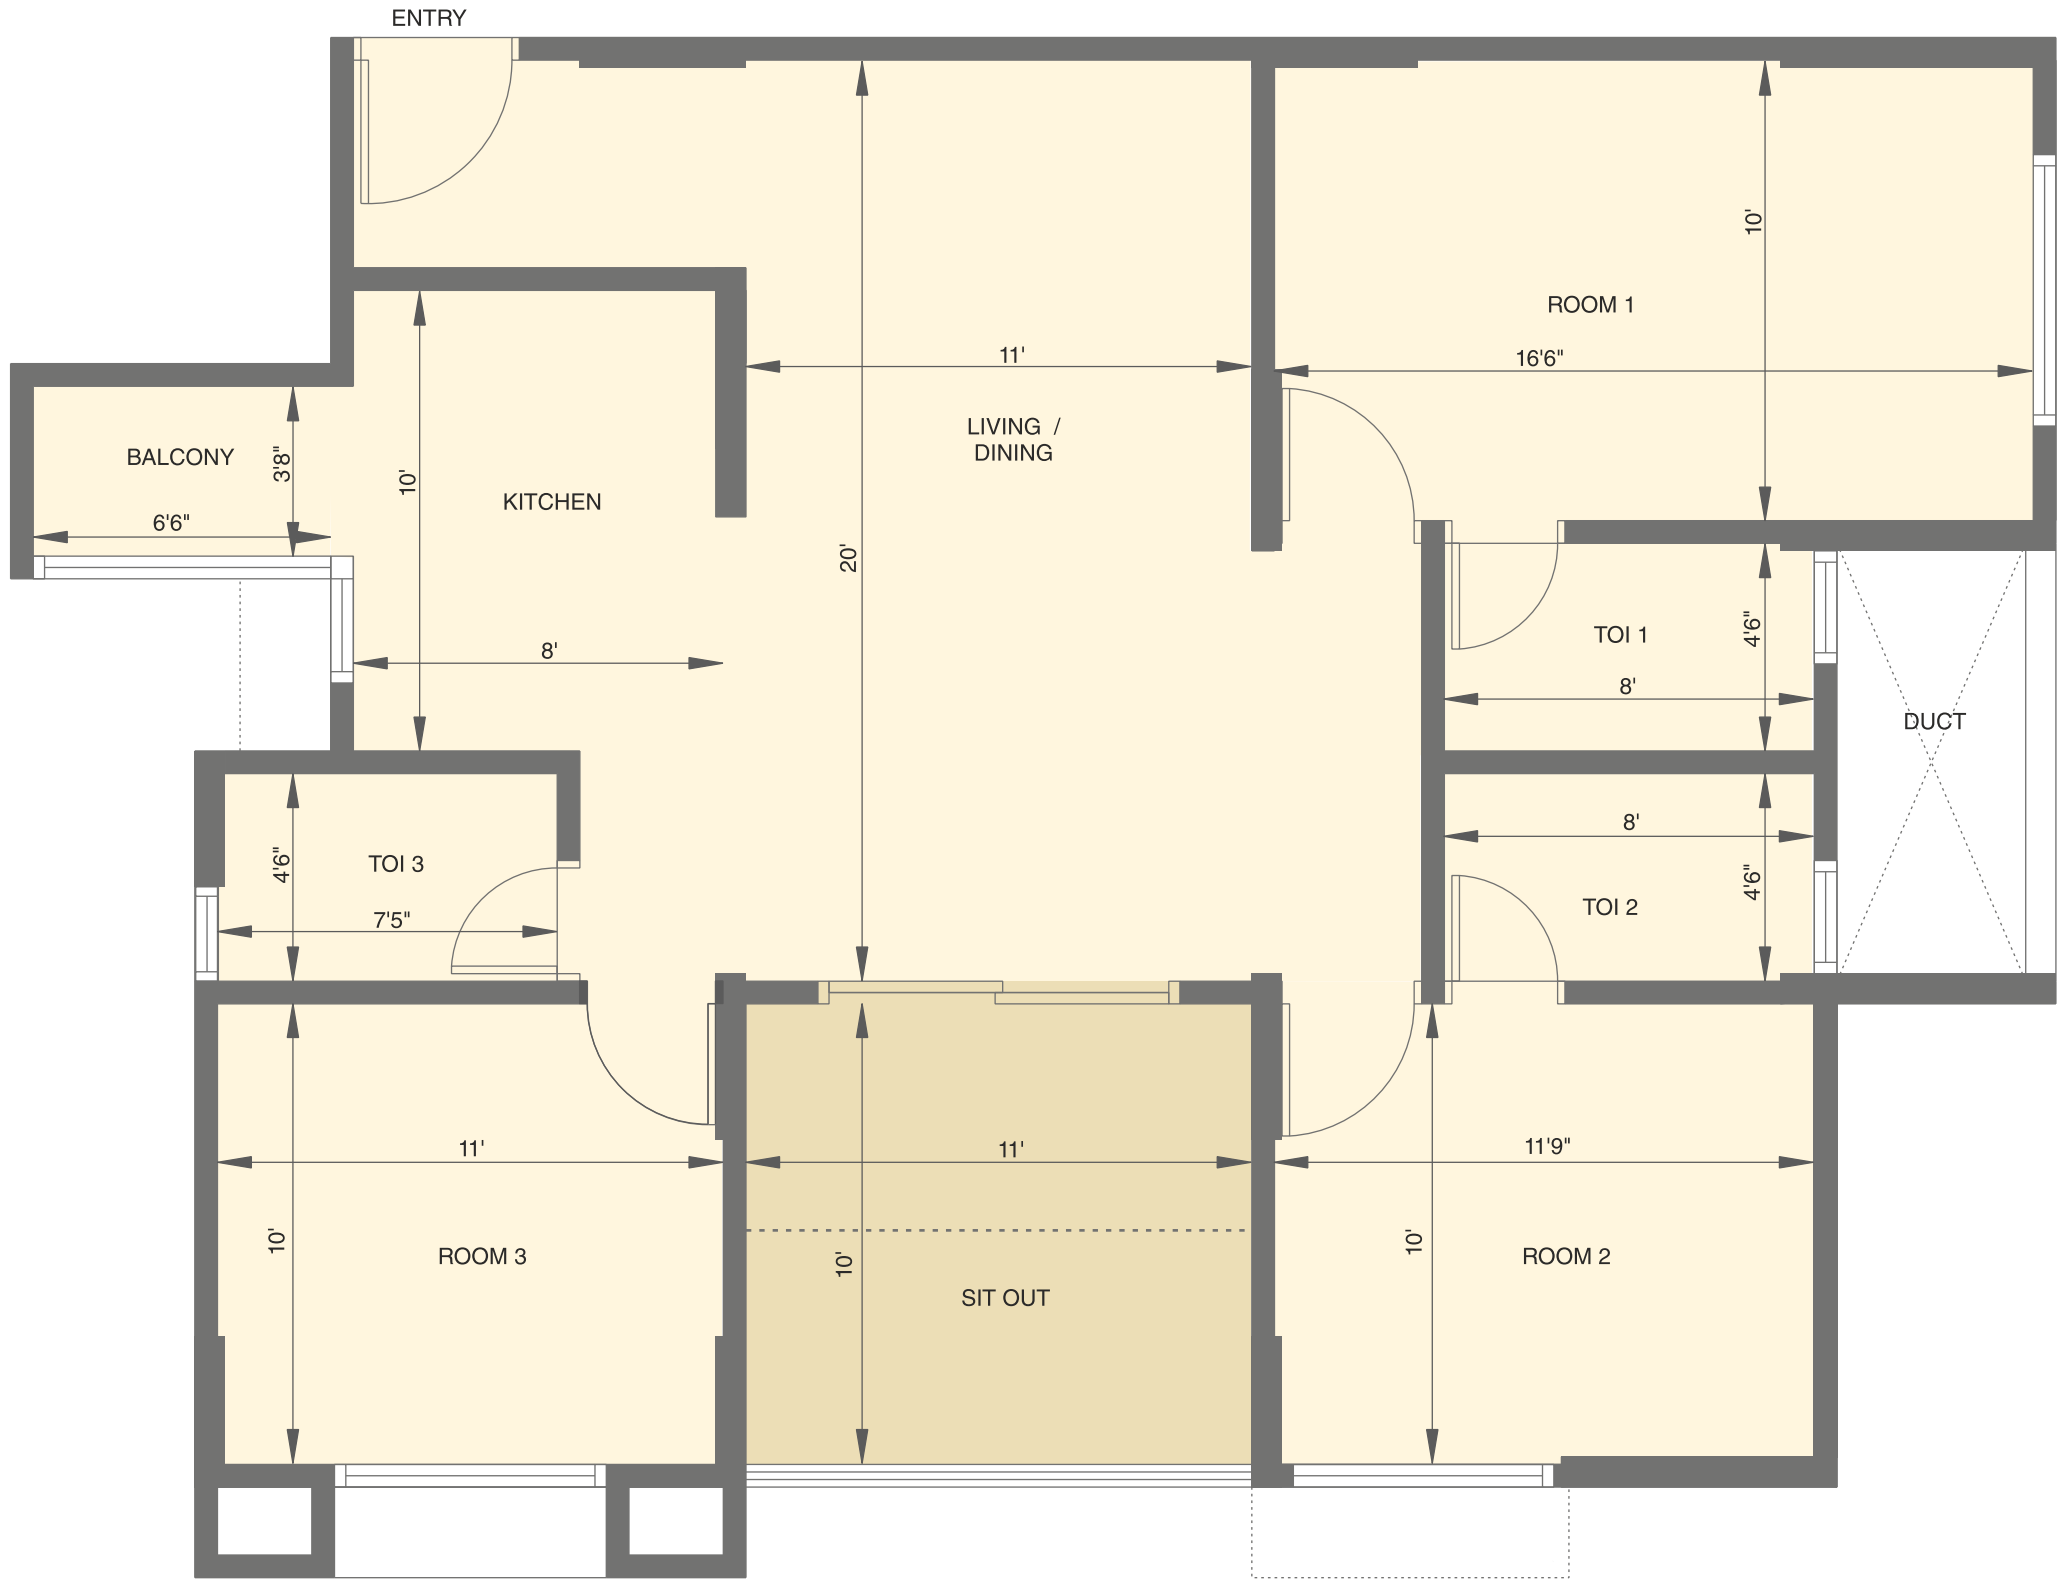 ENTRY
10'
ROOM 1
16'6"
11'
LIVING /
DINING
20'
BALCONY
3'8"
6'6"
10'
KITCHEN
8'
TOI 1
4'6"
8'
DUCT
8'
4'6"
TOI 2
4'6"
TOI 3
7'5"
11'
10'
ROOM 3
11'
10'
SIT OUT
11'9"
10'
ROOM 2